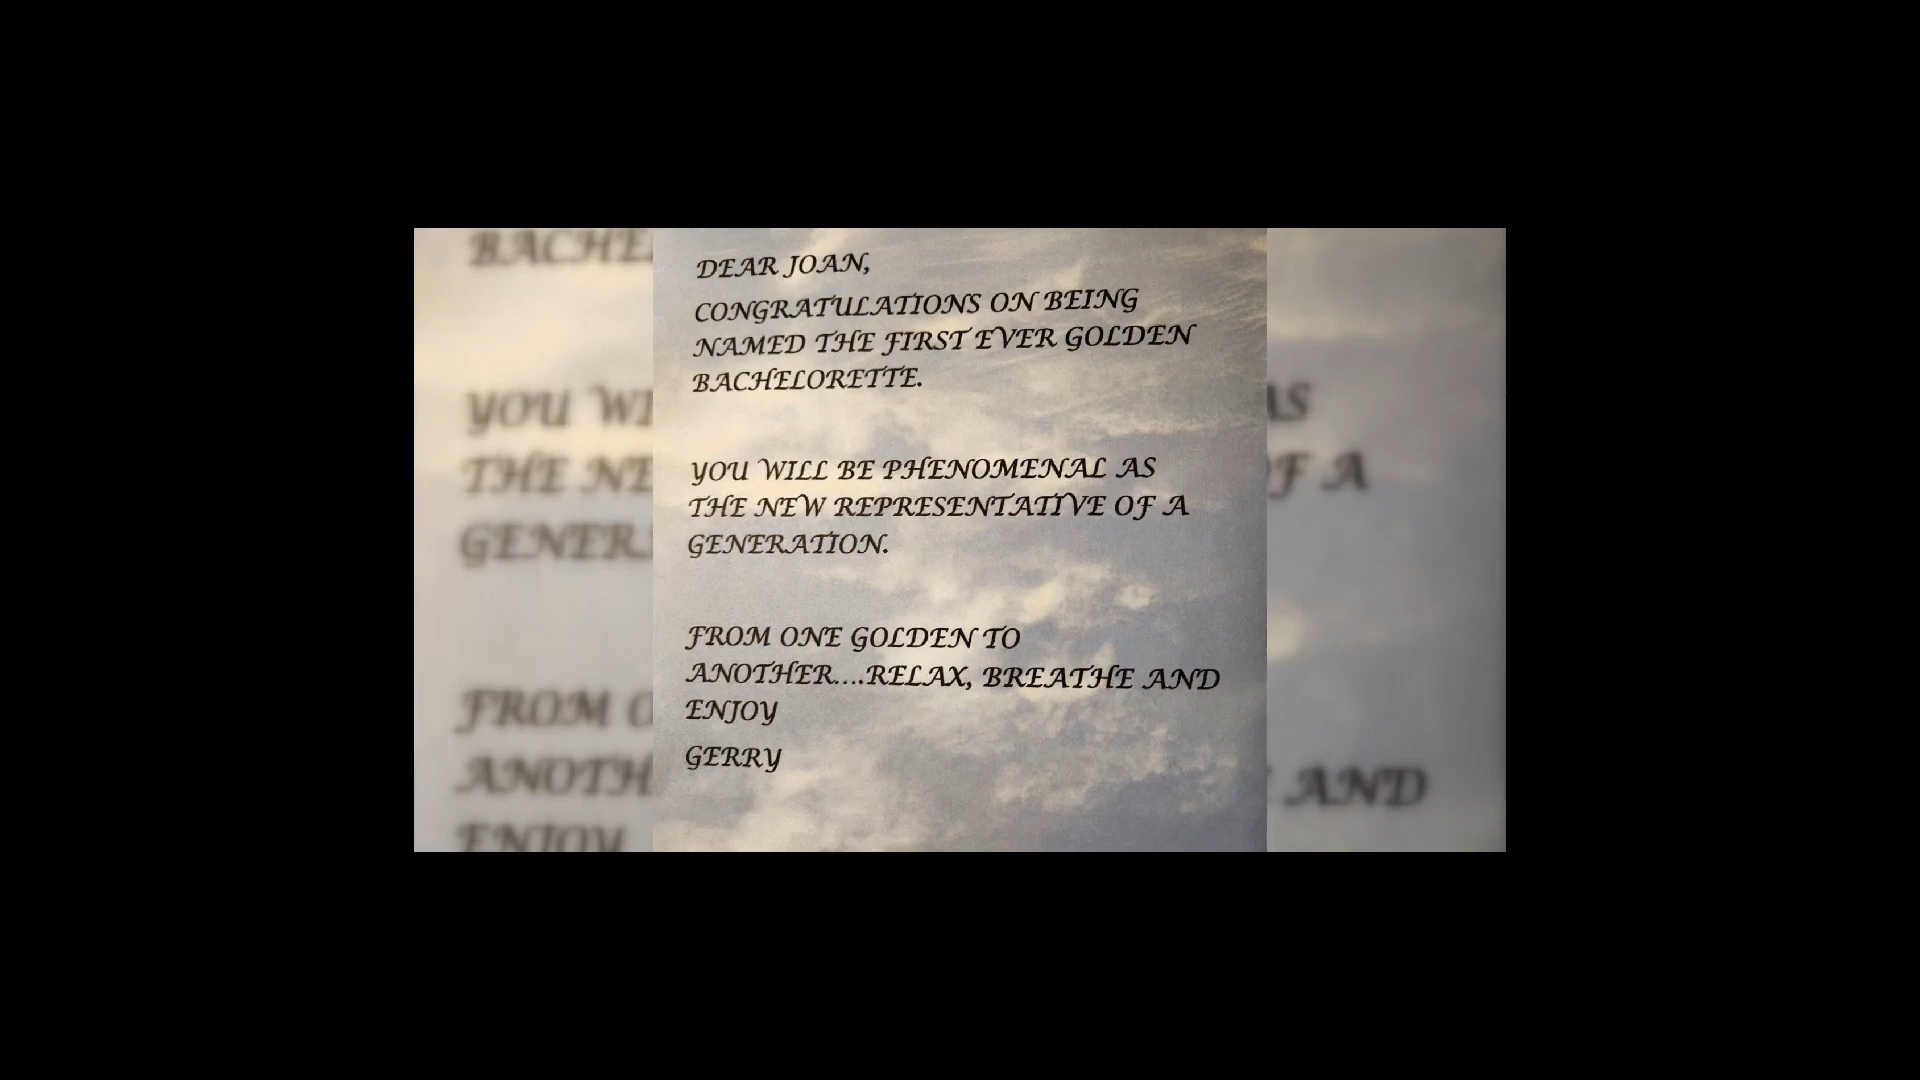 DEAR JOAN,
CONGRATULATIONS ON BEING
NAMED THE FIRST EVER GOLDEN
BACHELORETTE.
YOU WILL BE PHENOMENAL AS
THE NEW REPRESENTATIVE OF A
GENERATION.
FROM ONE GOLDEN TO
ANOTHER....RELAX, BREATHE AND
ENJOY
GERRY